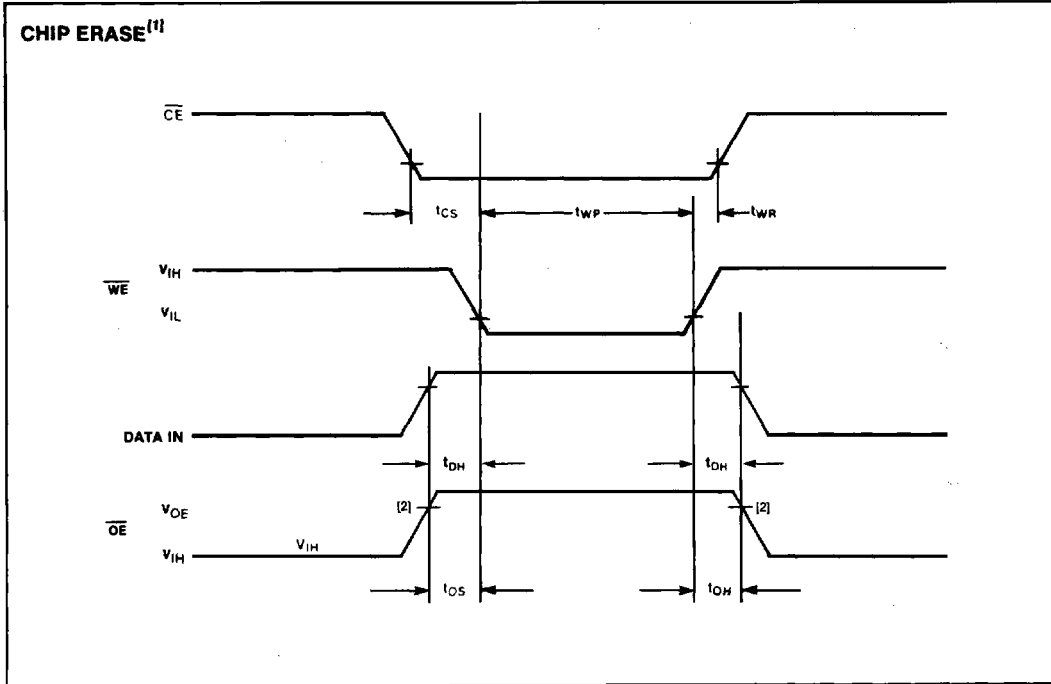 CHIP ERASE[1]
CE
tCS
tWP
tWR
VIH
WE
VIL
DATA IN
tDH
tDH
VOE
[2]
[2]
OE
VIH
VIH
tOS
tOH